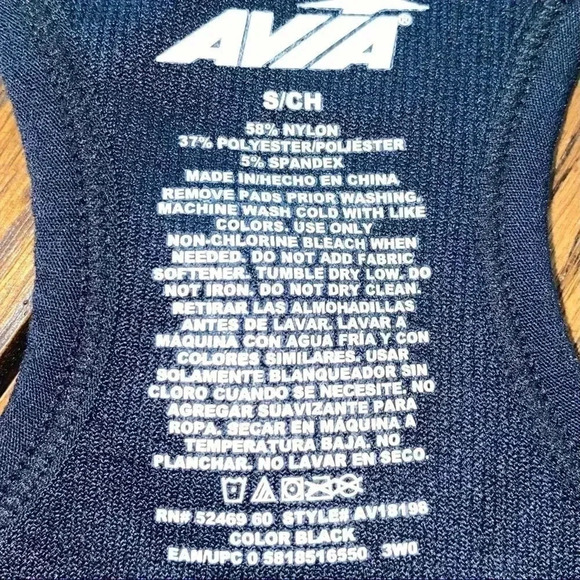 AVIA®
S/CH
58% NYLON
37% POLYESTER/POLIÉSTER
5% SPANDEX
MADE IN/HECHO EN CHINA
REMOVE PADS PRIOR WASHING,
MACHINE WASH COLD WITH LIKE
COLORS. USE ONLY
NON-CHLORINE BLEACH WHEN
NEEDED. DO NOT ADD FABRIC
SOFTENER. TUMBLE DRY LOW. DO
NOT IRON. DO NOT DRY CLEAN.
RETIRAR LAS ALMOHADILLAS
ANTES DE LAVAR. LAVAR A
MÁQUINA CON AGUA FRÍA Y CON
COLORES SIMILARES. USAR
SOLAMENTE BLANQUEADOR SIN
CLORO CUANDO SE NECESITE, NO
AGREGAR SUAVIZANTE PARA
ROPA. SECAR EN MÁQUINA A
TEMPERATURA BAJA. NO
PLANCHAR. NO LAVAR EN SECO.
RN# 52469 60 STYLE# AV18198
COLOR BLACK
EAN/UPC 0 5818516550 3W0